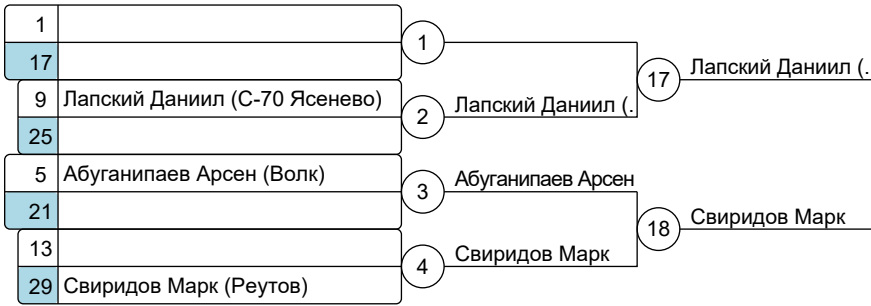 1
17
1
9 Лапский Даниил (С-70 Ясенево)
25
2
Лапский Даниил (.
17
Лапский Даниил (.
5 Абуганипаев Арсен (Волк)
21
3
Абуганипаев Арсен
13
29 Свиридов Марк (Реутов)
4
Свиридов Марк
18
Свиридов Марк